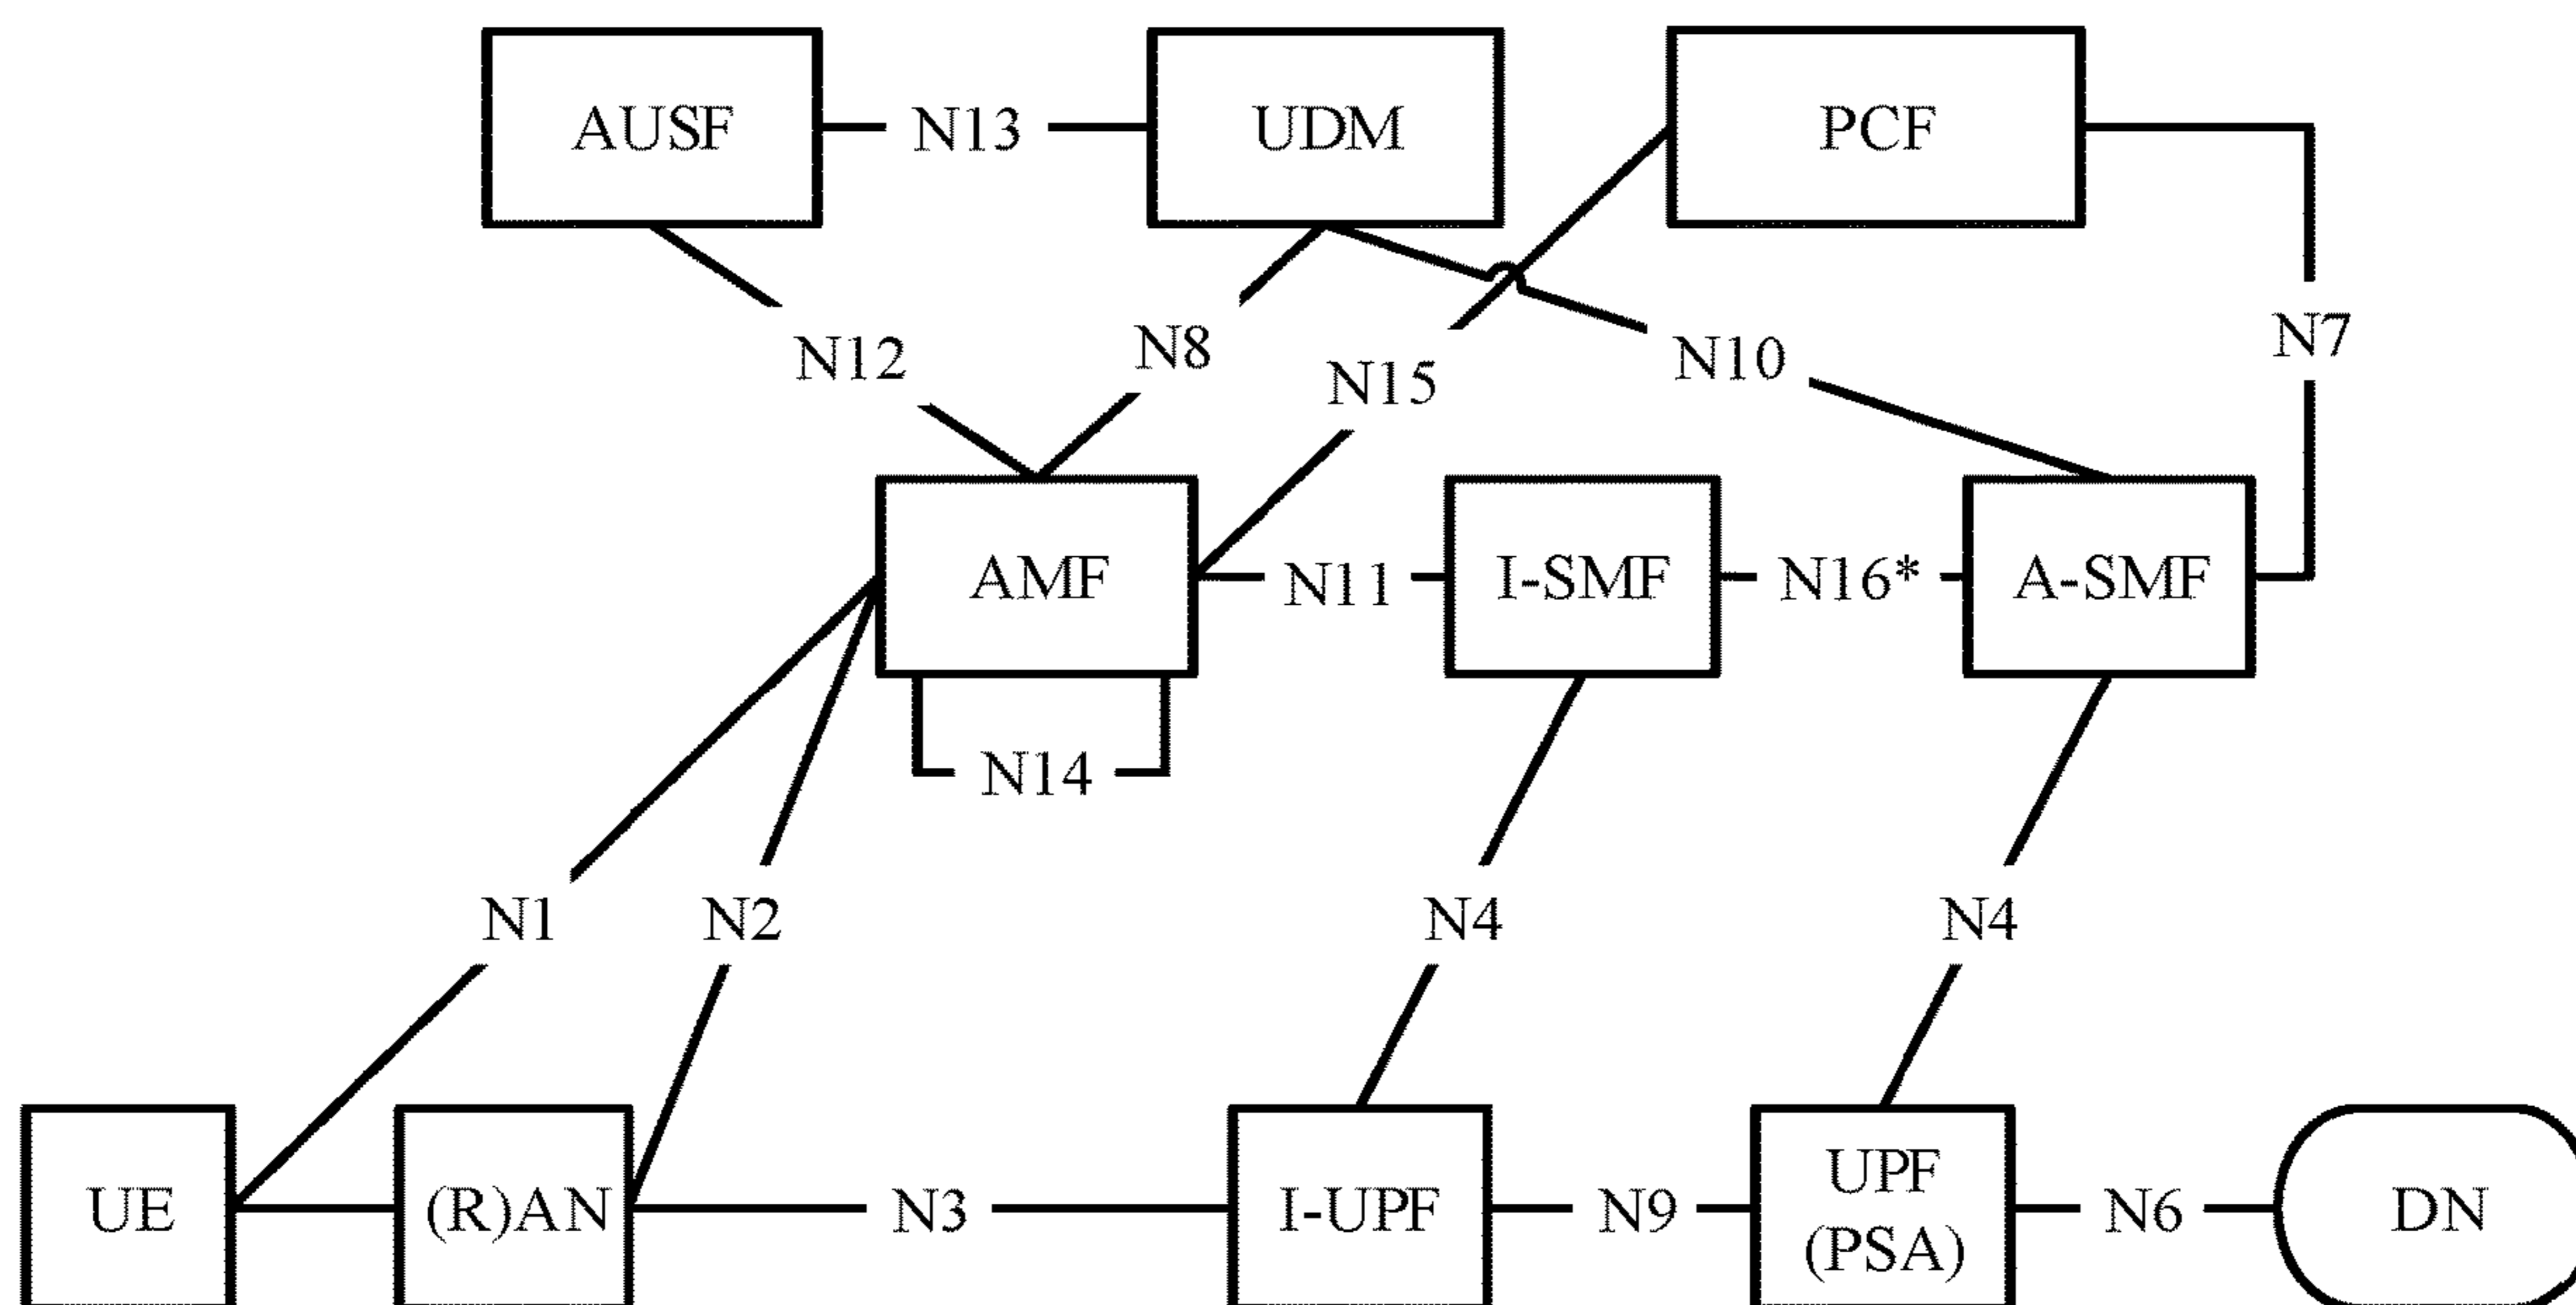 AUSF
N13
UDM
PCF
N12
N8
N15
N10
N7
AMF
N11
I-SMF
N16*
A-SMF
N14
N1
N2
N4
N4
UE
(R)AN
N3
I-UPF
N9
UPF
(PSA)
N6
DN